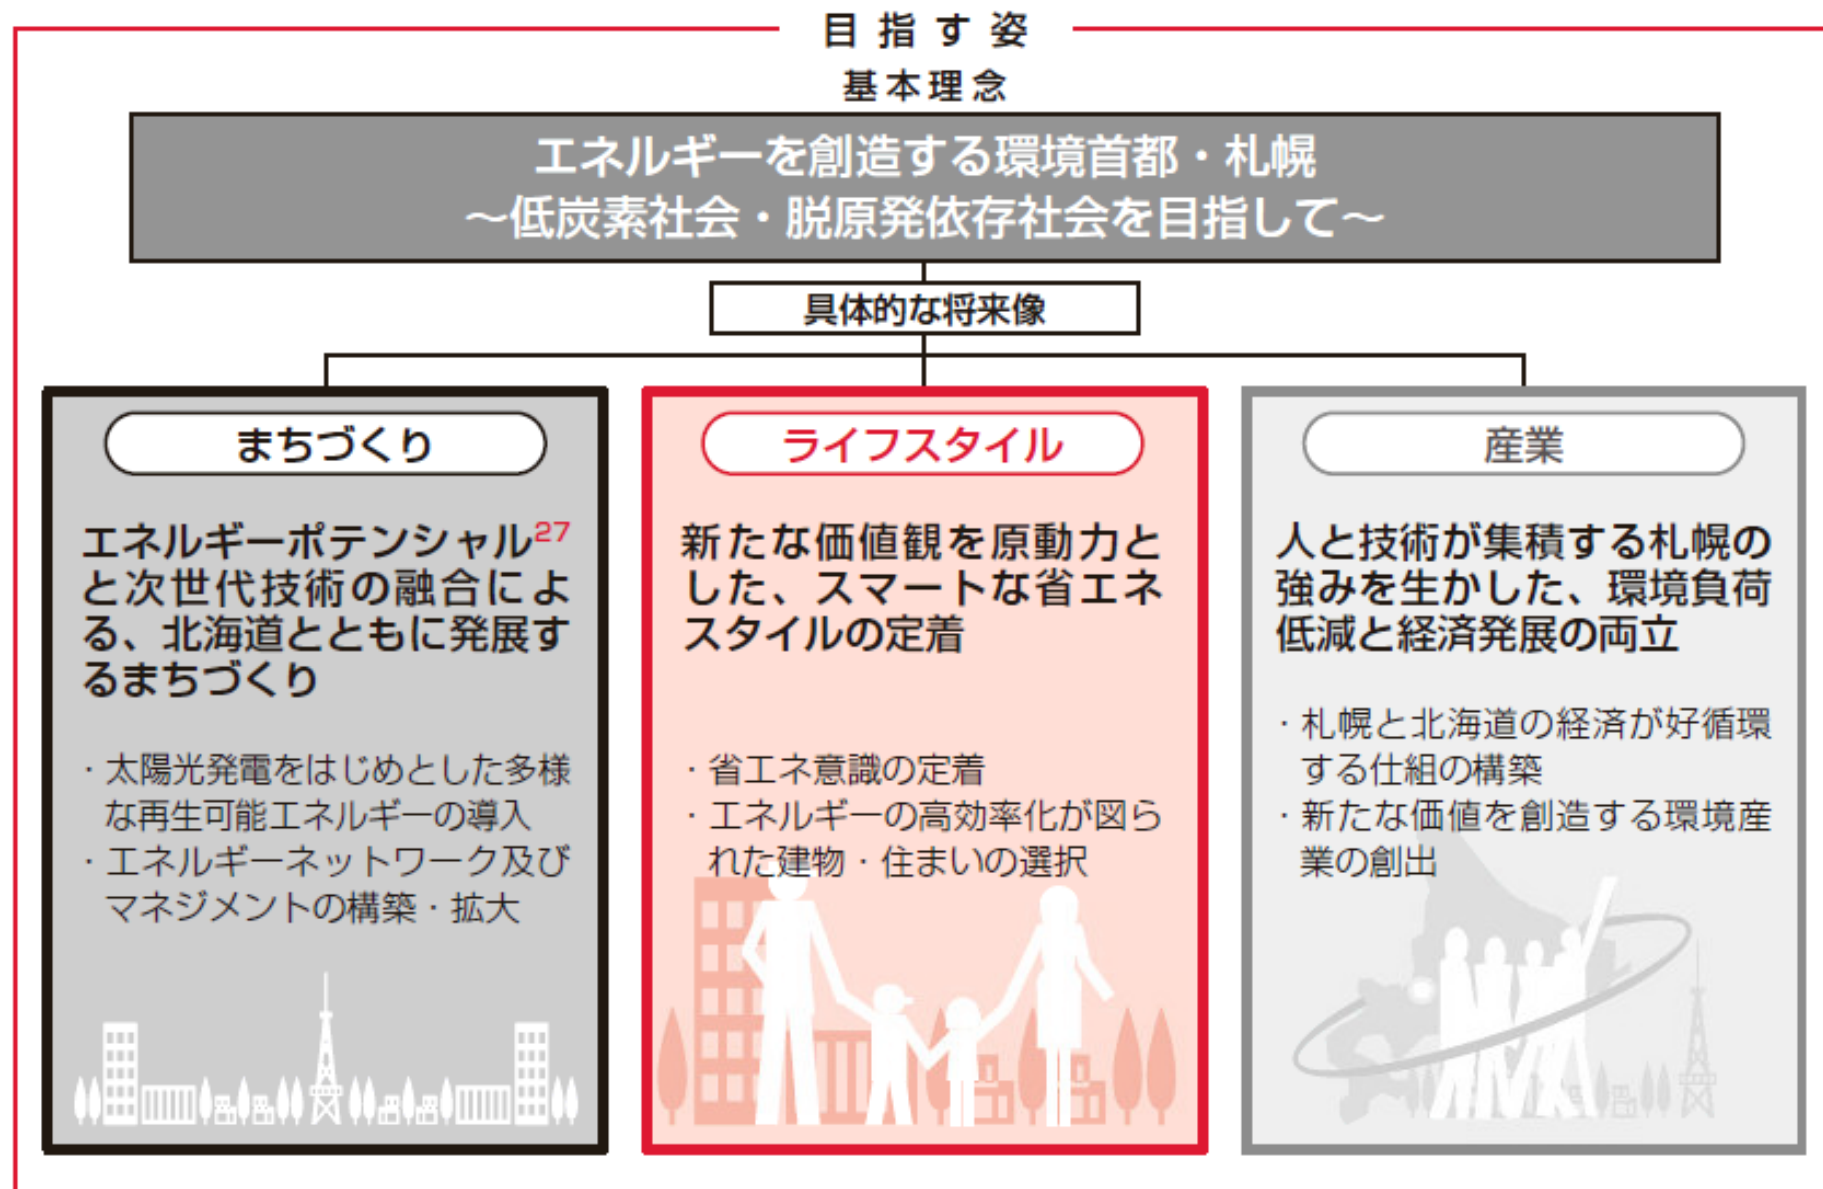 目指す姿
基本理念
エネルギーを創造する環境首都・札幌
～低炭素社会・脱原発依存社会を目指して～
具体的な将来像
まちづくり
エネルギーポテンシャル27
と次世代技術の融合によ
る、北海道とともに発展す
るまちづくり
・太陽光発電をはじめとした多様
な再生可能エネルギーの導入
・エネルギーネットワーク及び
マネジメントの構築・拡大
ライフスタイル
新たな価値観を原動力と
した、スマートな省エネ
スタイルの定着
・省エネ意識の定着
・エネルギーの高効率化が図ら
れた建物・住まいの選択
産業
人と技術が集積する札幌の
強みを生かした、環境負荷
低減と経済発展の両立
・札幌と北海道の経済が好循環
する仕組の構築
・新たな価値を創造する環境産
業の創出